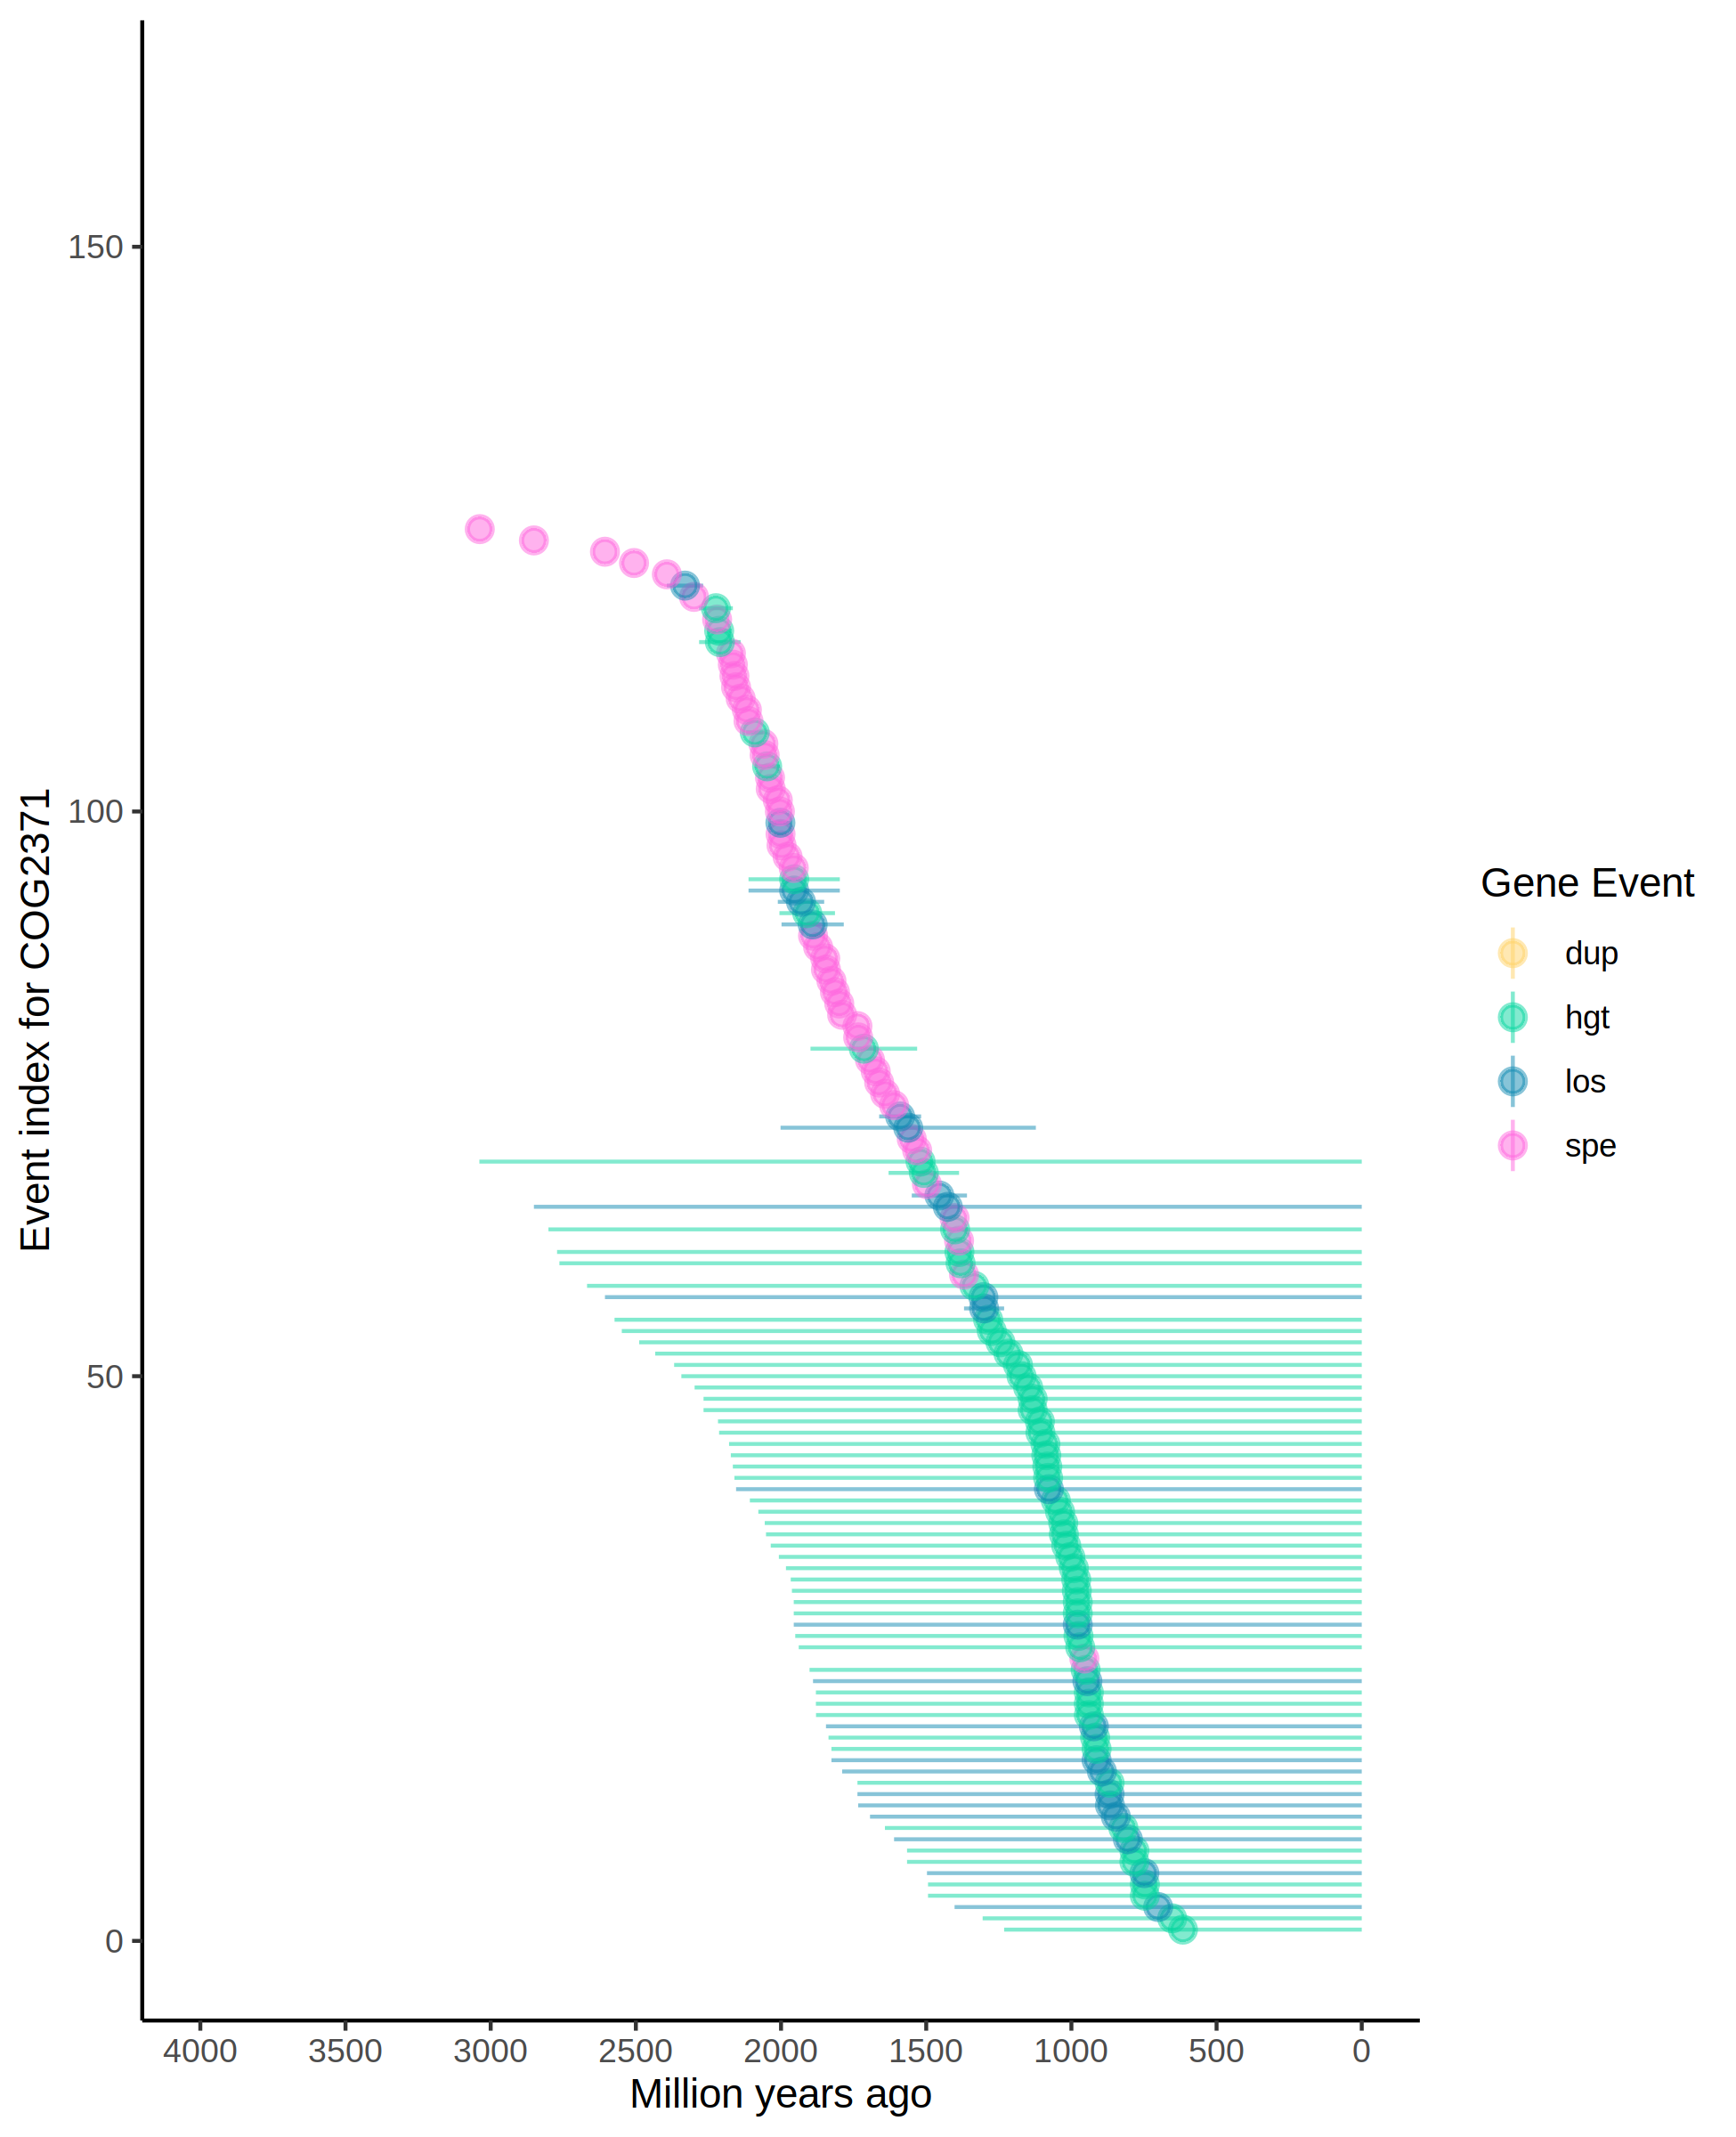 150
100
50
0
Event index for COG2371
4000 3500 3000 2500 2000 1500 1000 500 0
Million years ago
Gene Event
dup
hgt
los
spe